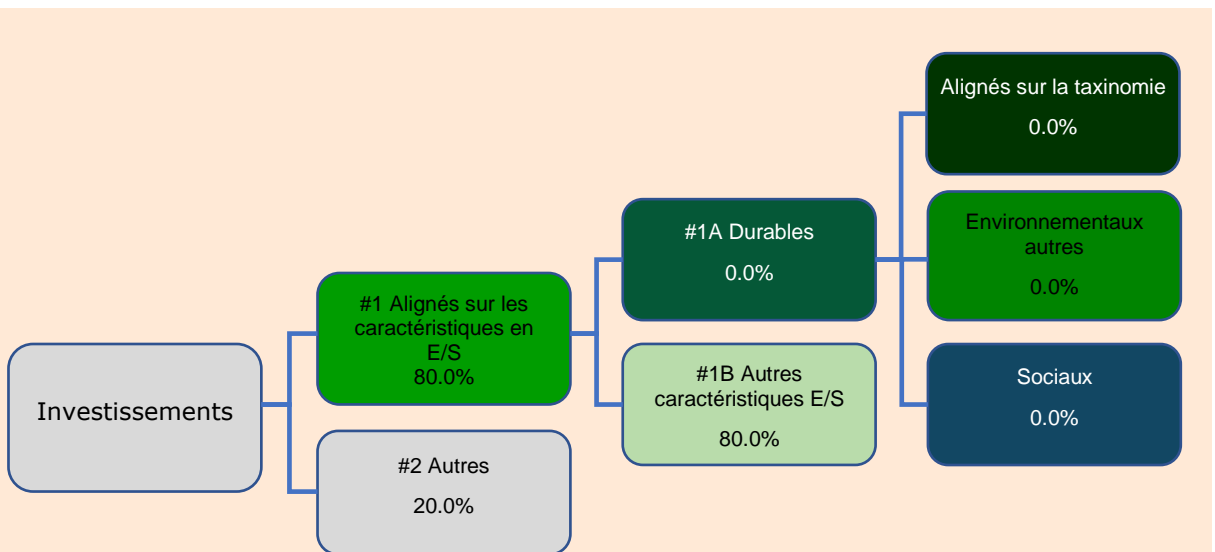 Investissements
#1 Alignés sur les
caractéristiques en
E/S
80.0%
#2 Autres
20.0%
#1A Durables
0.0%
#1B Autres
caractéristiques E/S
80.0%
Alignés sur la taxinomie
0.0%
Environnementaux
autres
0.0%
Sociaux
0.0%